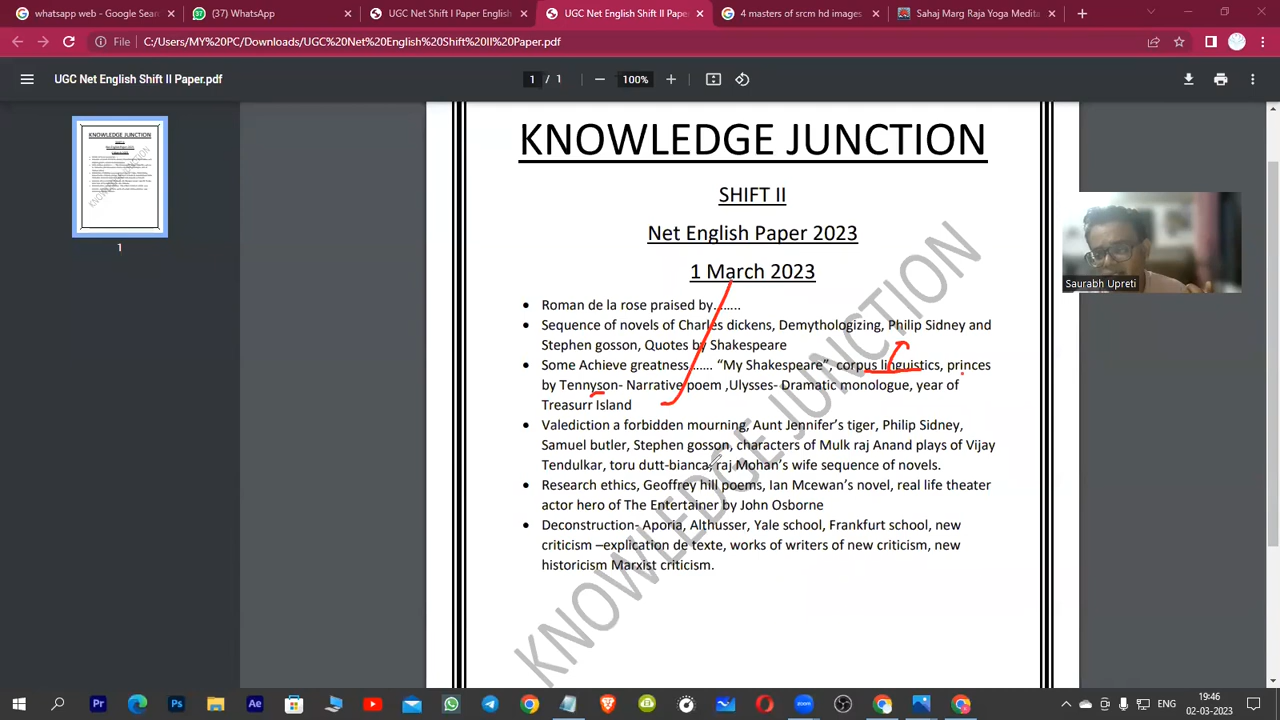 whatsapp web - Google Sear
(37) WhatsApp
UGC Net Shift I Paper English
UGC Net English Shift II Paper
4 masters of srcm hd images
Sahaj Marg Raja Yoga Medita
File
C:/Users/MY%20PC/Downloads/UGC%20Net%20English%20Shift%20II%20Paper.pdf
UGC Net English Shift II Paper.pdf
1 / 1
100%
1
KNOWLEDGE JUNCTION
SHIFT II
Net English Paper 2023
1 March 2023
• Roman de la rose praised by.......
• Sequence of novels of Charles dickens, Demythologizing, Philip Sidney and
Stephen gosson, Quotes by Shakespeare
• Some Achieve greatness...... “My Shakespeare”, corpus linguistics, princes
by Tennyson- Narrative poem ,Ulysses- Dramatic monologue, year of
Treasurr Island
• Valediction a forbidden mourning, Aunt Jennifer’s tiger, Philip Sidney,
Samuel butler, Stephen gosson, characters of Mulk raj Anand plays of Vijay
Tendulkar, toru dutt-bianca, raj Mohan’s wife sequence of novels.
• Research ethics, Geoffrey hill poems, Ian Mcewan’s novel, real life theater
actor hero of The Entertainer by John Osborne
• Deconstruction- Aporia, Althusser, Yale school, Frankfurt school, new
criticism –explication de texte, works of writers of new criticism, new
historicism Marxist criticism.
KNOWLEDGE JUNCTION
Saurabh Upreti
ENG
19:46
02-03-2023